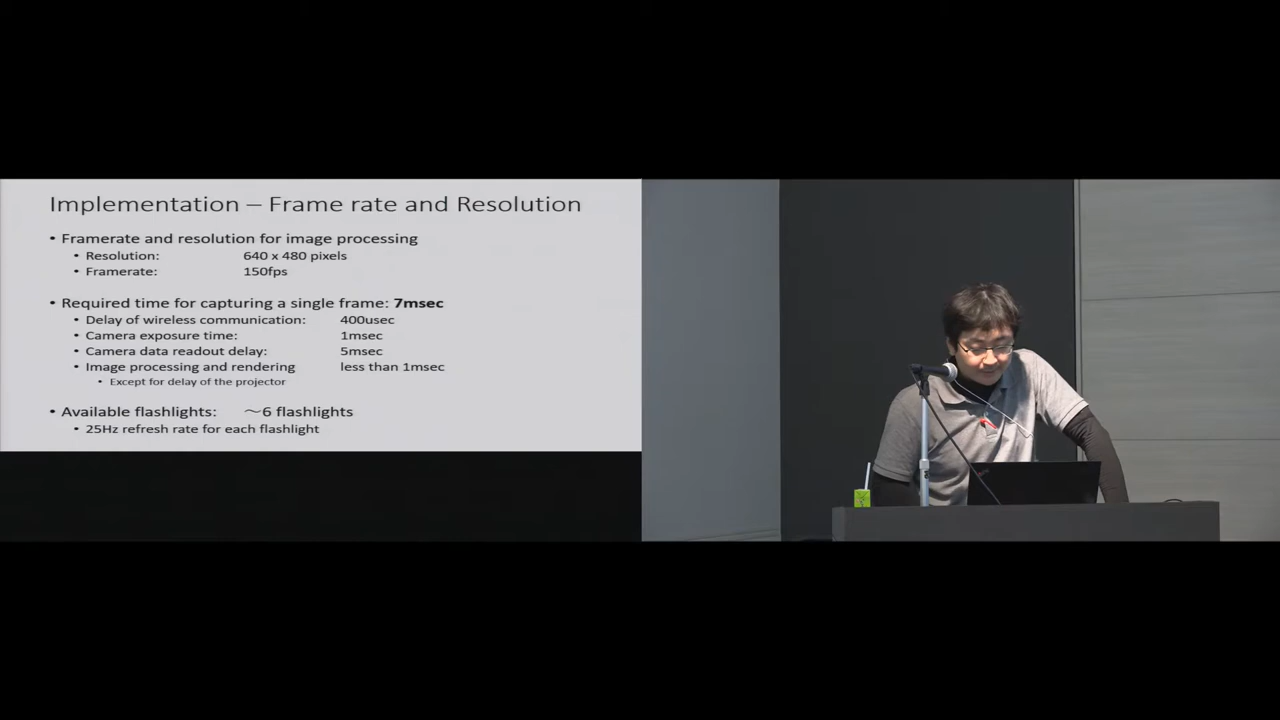 Implementation – Frame rate and Resolution
• Framerate and resolution for image processing
• Resolution: 640 x 480 pixels
• Framerate: 150fps
• Required time for capturing a single frame: 7msec
• Delay of wireless communication: 400usec
• Camera exposure time: 1msec
• Camera data readout delay: 5msec
• Image processing and rendering less than 1msec
• Except for delay of the projector
• Available flashlights: ～6 flashlights
• 25Hz refresh rate for each flashlight